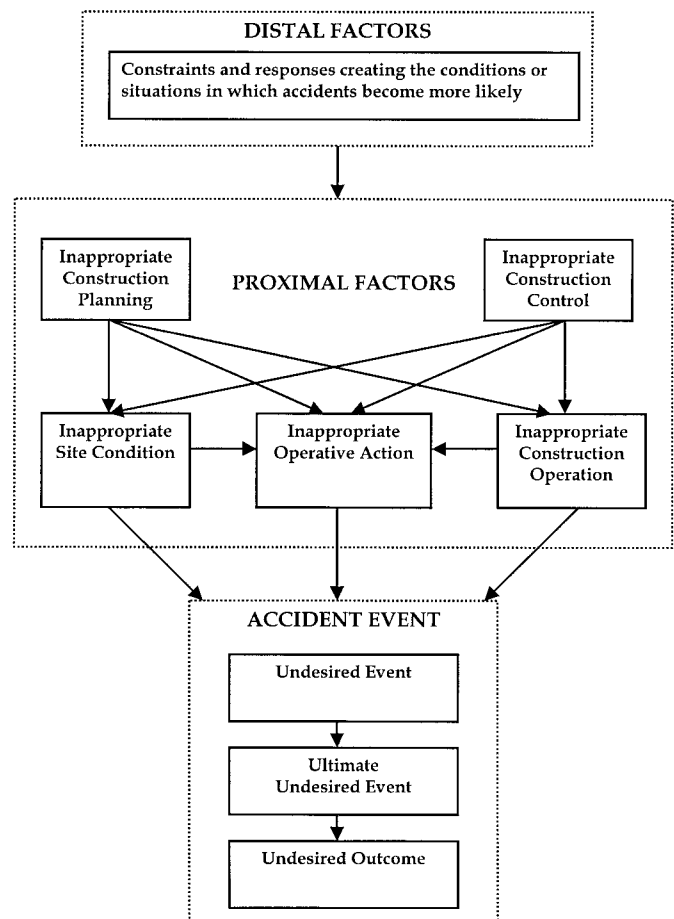 DISTAL FACTORS
Constraints and responses creating the conditions or
situations in which accidents become more likely
Inappropriate
Construction
Planning
PROXIMAL FACTORS
Inappropriate
Construction
Control
Inappropriate
Site Condition
Inappropriate
Operative Action
Inappropriate
Construction
Operation
ACCIDENT EVENT
Undesired Event
Ultimate
Undesired Event
Undesired Outcome